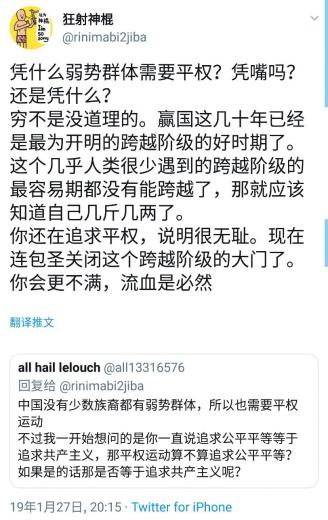 狂射神棍
@rinimabi2jiba
凭什么弱势群体需要平权？凭嘴吗？
还是凭什么？
穷不是没道理的。赢国这几十年已经
是最为开明的跨越阶级的好时期了。
这个几乎人类很少遇到的跨越阶级的
最容易期都没有能跨越了，那就应该
知道自己几斤几两了。
你还在追求平权，说明很无耻。现在
连包圣关闭这个跨越阶级的大门了。
你会更不满，流血是必然
翻译推文
all hail lelouch @all13316576
回复给 @rinimabi2jiba
中国没有少数族裔都有弱势群体，所以也需要平权
运动
不过我一开始想问的是你一直说追求公平平等等于
追求共产主义，那平权运动算不算追求公平平等？
如果是的话那是否等于追求共产主义呢？
19年1月27日, 20:15 · Twitter for iPhone